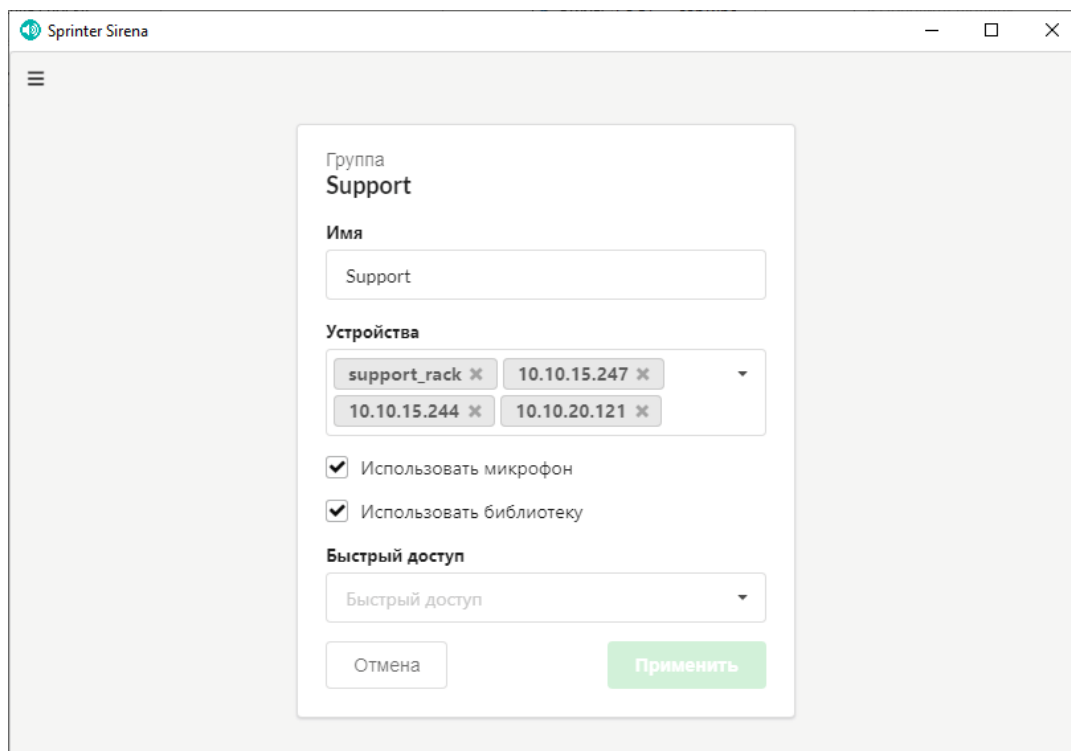 Sprinter Sirena
Группа
Support
Имя
Support
Устройства
support_rack 10.10.15.247
10.10.15.244 10.10.20.121
Использовать микрофон
Использовать библиотеку
Быстрый доступ
Быстрый доступ
Отмена Применить